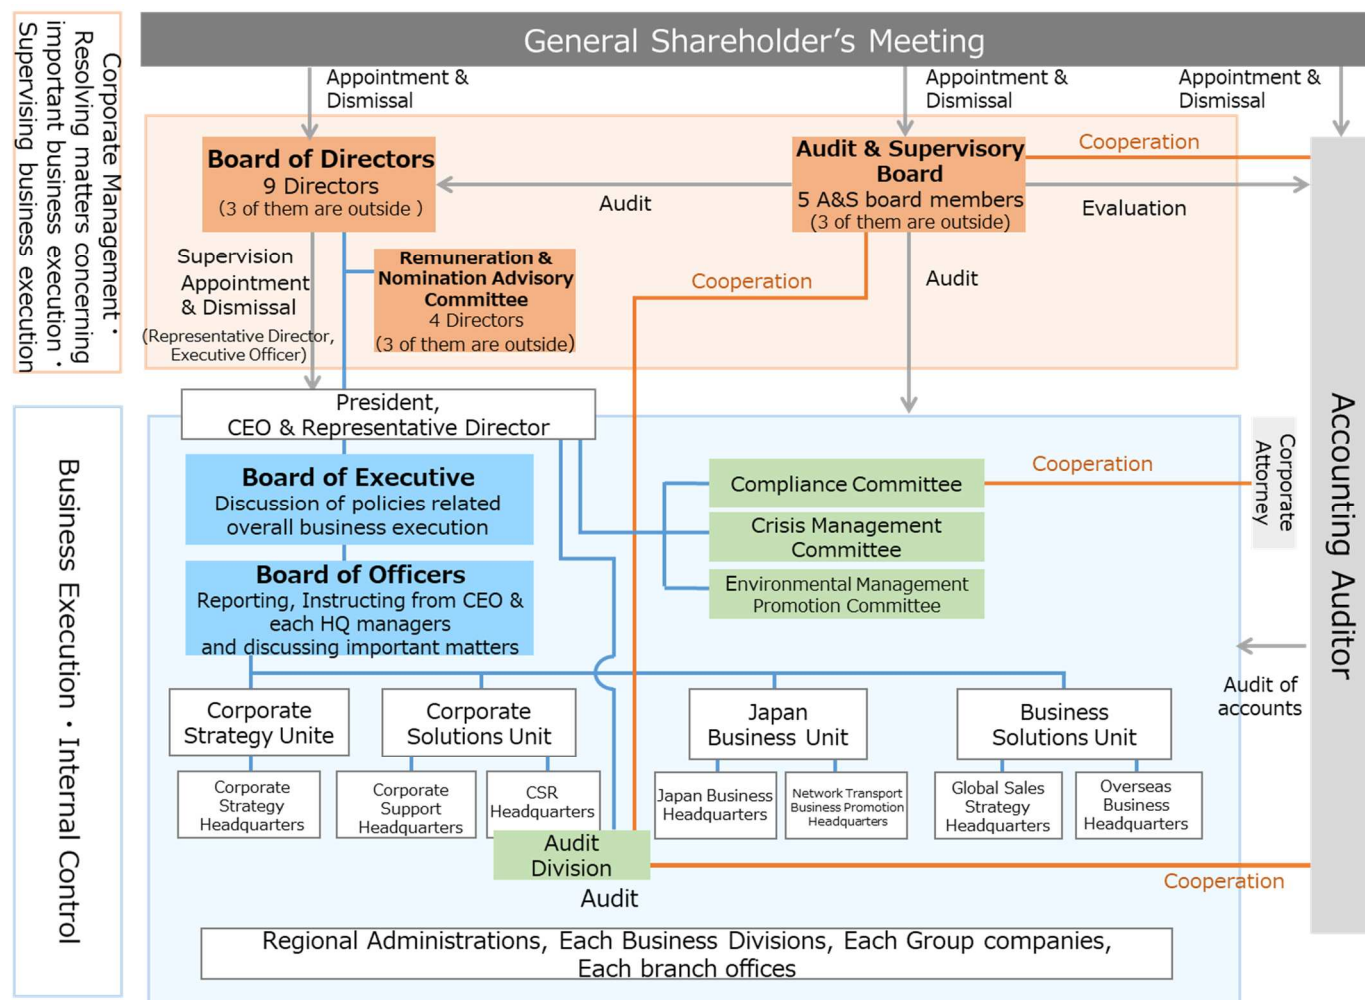 General Shareholder's Meeting
Corporate Management・
Resolving matters concerning
important business execution・
Supervising business execution
Appointment &
Dismissal
Appointment &
Dismissal
Appointment &
Dismissal
Board of Directors
9 Directors
(3 of them are outside )
Audit
Audit & Supervisory
Board
5 A&S board members
(3 of them are outside)
Cooperation
Evaluation
Supervision
Appointment
& Dismissal
(Representative Director,
Executive Officer)
Remuneration &
Nomination Advisory
Committee
4 Directors
(3 of them are outside)
Cooperation
Audit
Accounting Auditor
Business Execution・Internal Control
President,
CEO & Representative Director
Board of Executive
Discussion of policies related
overall business execution
Board of Officers
Reporting, Instructing from CEO &
each HQ managers
and discussing important matters
Compliance Committee
Cooperation
Corporate
Attorney
Crisis Management
Committee
Environmental Management
Promotion Committee
Audit of
accounts
Corporate
Strategy Unite
Corporate
Solutions Unit
Japan
Business Unit
Business
Solutions Unit
Corporate
Strategy
Headquarters
Corporate
Support
Headquarters
CSR
Headquarters
Japan Business
Headquarters
Network Transport
Business Promotion
Headquarters
Global Sales
Strategy
Headquarters
Overseas
Business
Headquarters
Audit
Division
Cooperation
Audit
Regional Administrations, Each Business Divisions, Each Group companies,
Each branch offices